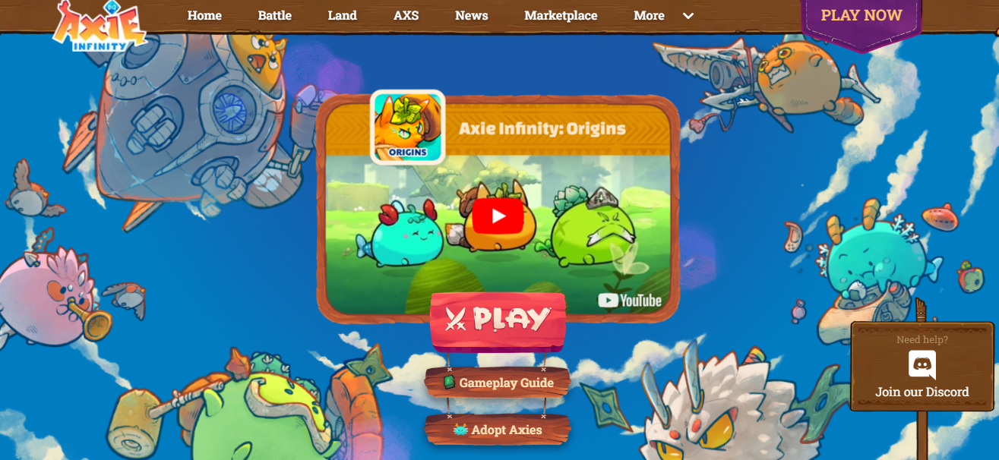 AXIE
INFINITY
Home Battle Land AXS News Marketplace More
PLAY NOW
Axie Infinity: Origins
ORIGINS
YouTube
PLAY
Gameplay Guide
Adopt Axies
Need help?
Join our Discord